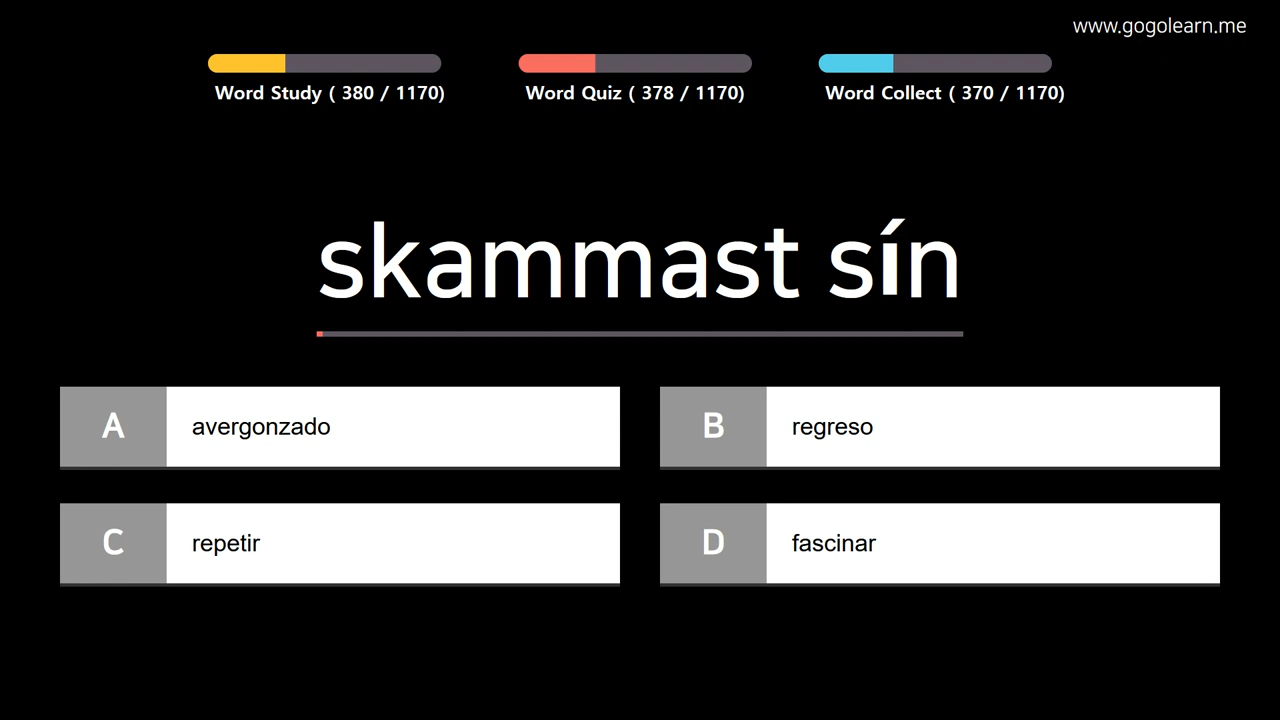 www.gogolearn.me
Word Study ( 380 / 1170)
Word Quiz ( 378 / 1170)
Word Collect ( 370 / 1170)
skammast sín
A avergonzado
B regreso
C repetir
D fascinar